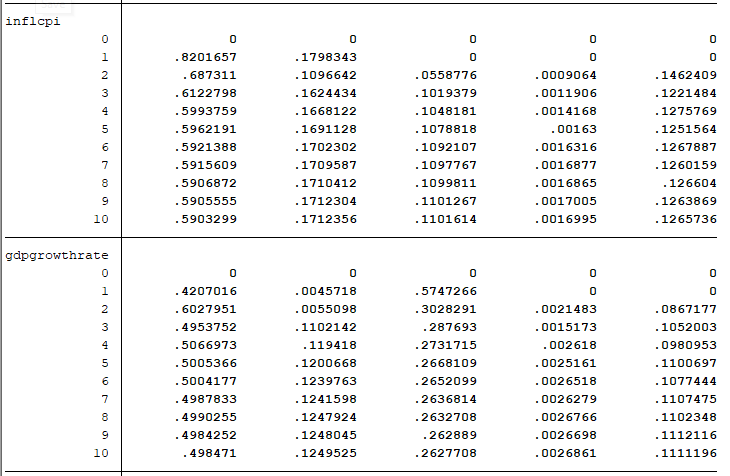 inflcpi
0 0 0 0 0 0
1 .8201657 .1798343 0 0 0
2 .687311 .1096642 .0558776 .0009064 .1462409
3 .6122798 .1624434 .1019379 .0011906 .1221484
4 .5993759 .1668122 .1048181 .0014168 .1275769
5 .5962191 .1691128 .1078818 .00163 .1251564
6 .5921388 .1702302 .1092107 .0016316 .1267887
7 .5915609 .1709587 .1097767 .0016877 .1260159
8 .5906872 .1710412 .1099811 .0016865 .126604
9 .5905555 .1712304 .1101267 .0017005 .1263869
10 .5903299 .1712356 .1101614 .0016995 .1265736
gdpgrowthrate
0 0 0 0 0 0
1 .4207016 .0045718 .5747266 0 0
2 .6027951 .0055098 .3028291 .0021483 .0867177
3 .4953752 .1102142 .287693 .0015173 .1052003
4 .5066973 .119418 .2731715 .002618 .0980953
5 .5005366 .1200668 .2668109 .0025161 .1100697
6 .5004177 .1239763 .2652099 .0026518 .1077444
7 .4987833 .1241598 .2636814 .0026279 .1107475
8 .4990255 .1247924 .2632708 .0026766 .1102348
9 .4984252 .1248045 .262889 .0026698 .1112116
10 .498471 .1249525 .2627708 .0026861 .1111196